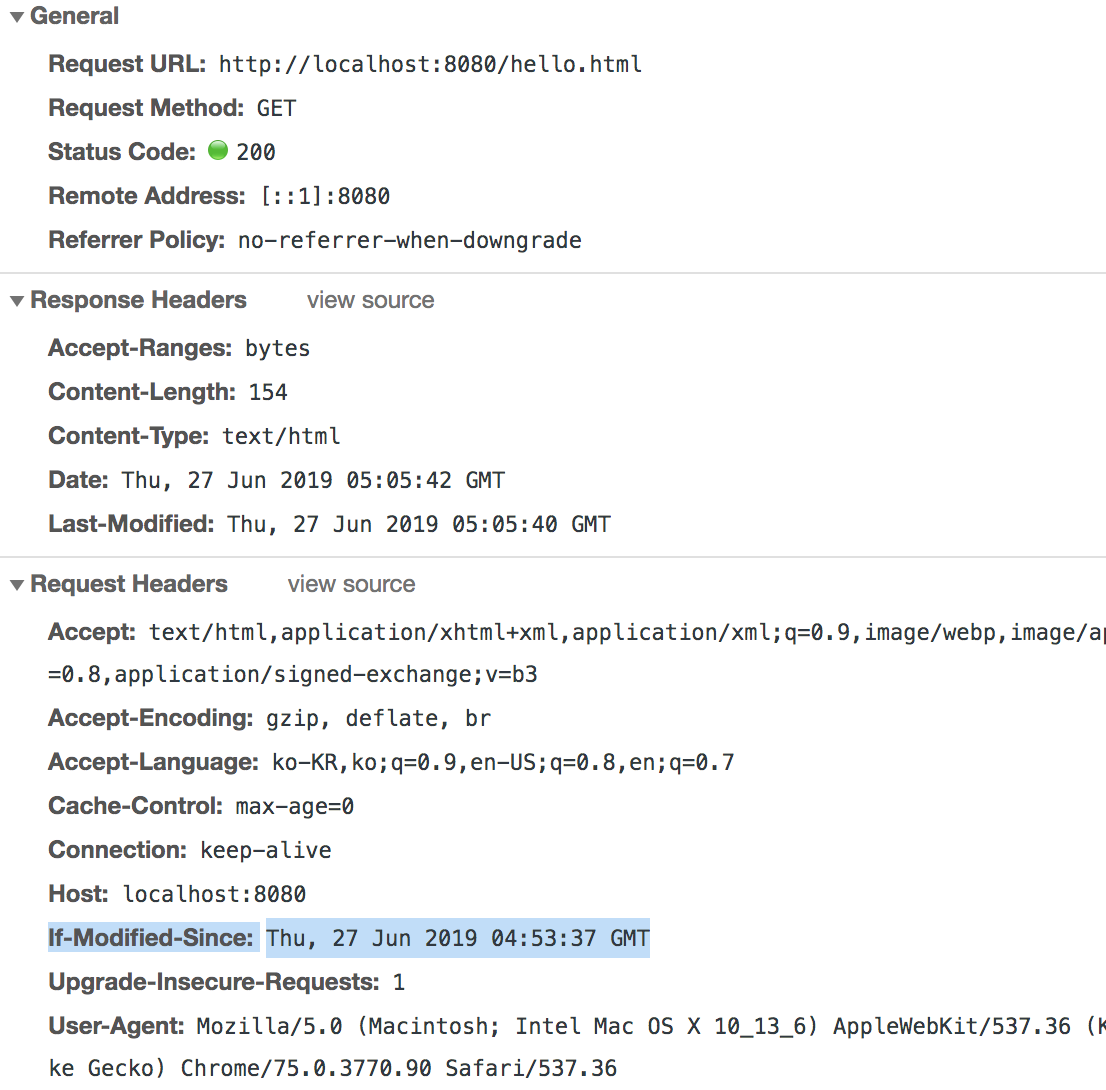 General
Request URL: http://localhost:8080/hello.html
Request Method: GET
Status Code: 200
Remote Address: [::1]:8080
Referrer Policy: no-referrer-when-downgrade
Response Headers view source
Accept-Ranges: bytes
Content-Length: 154
Content-Type: text/html
Date: Thu, 27 Jun 2019 05:05:42 GMT
Last-Modified: Thu, 27 Jun 2019 05:05:40 GMT
Request Headers view source
Accept: text/html,application/xhtml+xml,application/xml;q=0.9,image/webp,image/ap
=0.8,application/signed-exchange;v=b3
Accept-Encoding: gzip, deflate, br
Accept-Language: ko-KR,ko;q=0.9,en-US;q=0.8,en;q=0.7
Cache-Control: max-age=0
Connection: keep-alive
Host: localhost:8080
If-Modified-Since: Thu, 27 Jun 2019 04:53:37 GMT
Upgrade-Insecure-Requests: 1
User-Agent: Mozilla/5.0 (Macintosh; Intel Mac OS X 10_13_6) AppleWebKit/537.36 (K
ke Gecko) Chrome/75.0.3770.90 Safari/537.36